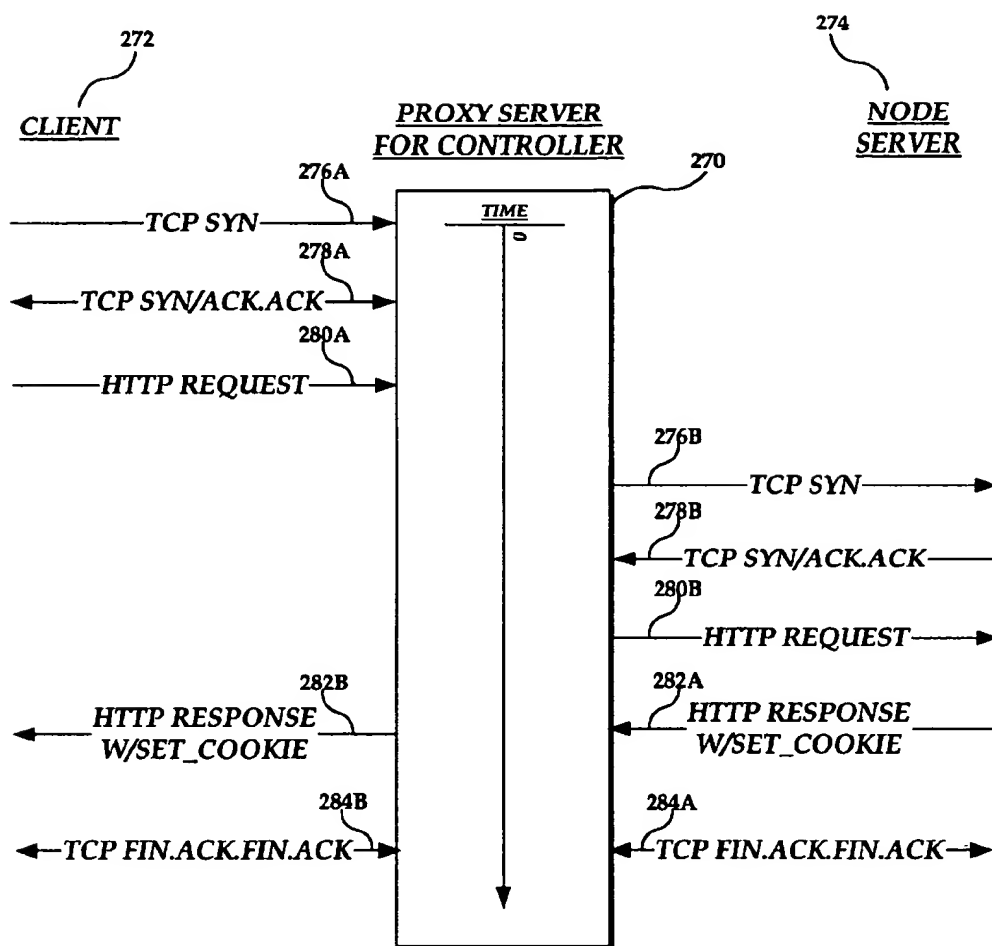 272
274
CLIENT
PROXY SERVER
FOR CONTROLLER
NODE
SERVER
270
276A
TCP SYN
TIME
0
278A
TCP SYN/ACK.ACK
280A
HTTP REQUEST
276B
TCP SYN
278B
TCP SYN/ACK.ACK
280B
HTTP REQUEST
282B
HTTP RESPONSE
W/SET_COOKIE
282A
HTTP RESPONSE
W/SET_COOKIE
284B
TCP FIN.ACK.FIN.ACK
284A
TCP FIN.ACK.FIN.ACK